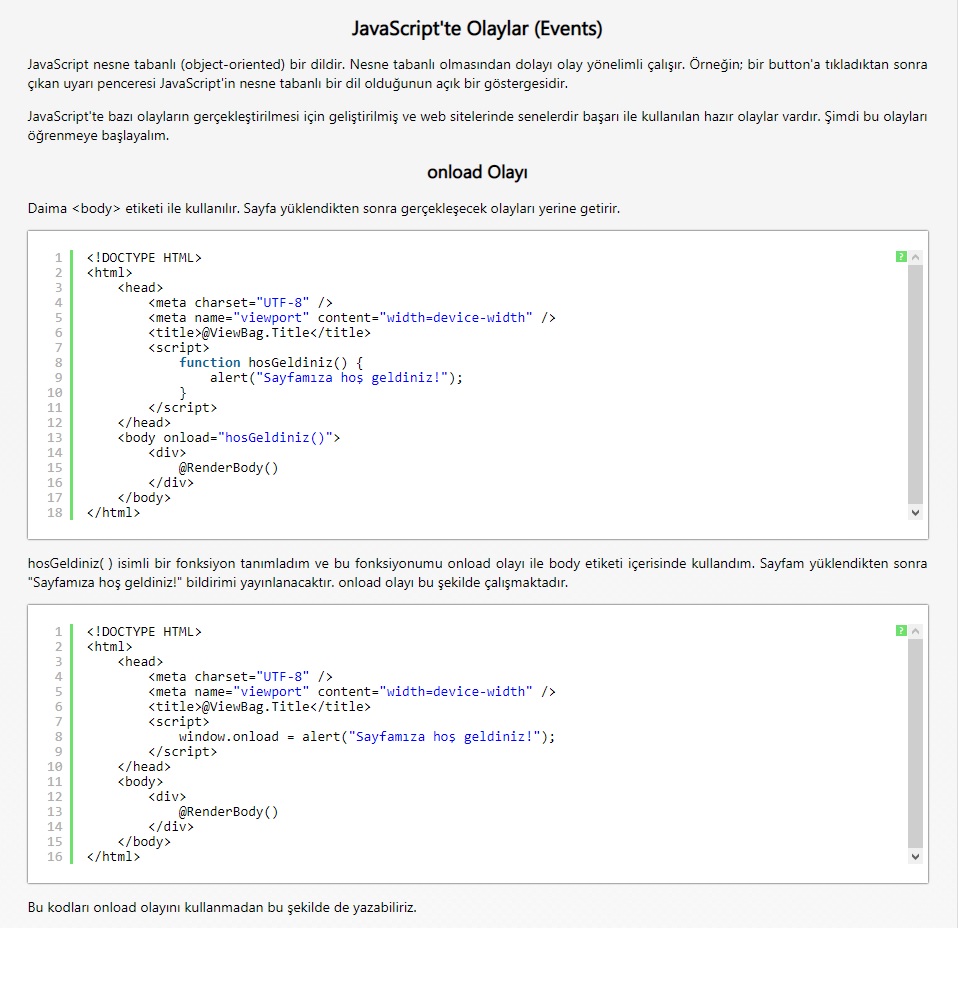 JavaScript'te Olaylar (Events)
JavaScript nesne tabanlı (object-oriented) bir dildir. Nesne tabanlı olmasından dolayı olay yönelimli çalışır. Örneğin; bir button'a tıkladıktan sonra
çıkan uyarı penceresi JavaScript'in nesne tabanlı bir dil olduğunun açık bir göstergesidir.
JavaScript'te bazı olayların gerçekleştirilmesi için geliştirilmiş ve web sitelerinde senelerdir başarı ile kullanılan hazır olaylar vardır. Şimdi bu olayları
öğrenmeye başlayalım.
onload Olayı
Daima <body> etiketi ile kullanılır. Sayfa yüklendikten sonra gerçekleşecek olayları yerine getirir.
1 <!DOCTYPE HTML> ?
2 <html>
3 <head>
4 <meta charset="UTF-8" />
5 <meta name="viewport" content="width=device-width" />
6 <title>@ViewBag.Title</title>
7 <script>
8 function hosGeldiniz() {
9 alert("Sayfamıza hoş geldiniz!");
10 }
11 </script>
12 </head>
13 <body onload="hosGeldiniz()">
14 <div>
15 @RenderBody()
16 </div>
17 </body>
18 </html>
hosGeldiniz( ) isimli bir fonksiyon tanımladım ve bu fonksiyonumu onload olayı ile body etiketi içerisinde kullandım. Sayfam yüklendikten sonra
"Sayfamıza hoş geldiniz!" bildirimi yayınlanacaktır. onload olayı bu şekilde çalışmaktadır.
1 <!DOCTYPE HTML> ?
2 <html>
3 <head>
4 <meta charset="UTF-8" />
5 <meta name="viewport" content="width=device-width" />
6 <title>@ViewBag.Title</title>
7 <script>
8 window.onload = alert("Sayfamıza hoş geldiniz!");
9 </script>
10 </head>
11 <body>
12 <div>
13 @RenderBody()
14 </div>
15 </body>
16 </html>
Bu kodları onload olayını kullanmadan bu şekilde de yazabiliriz.